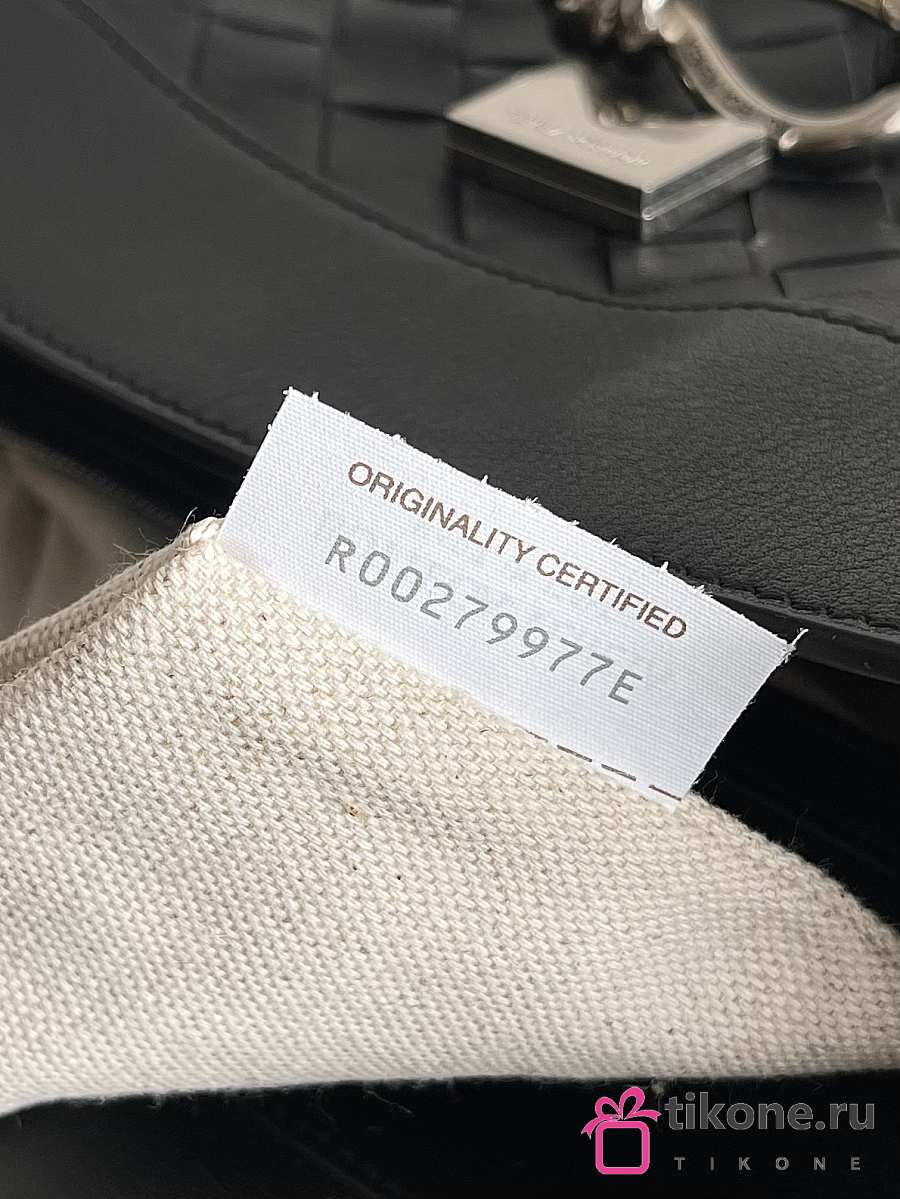 ORIGINALITY CERTIFIED
R00279977E
tikone.ru
TIKONE